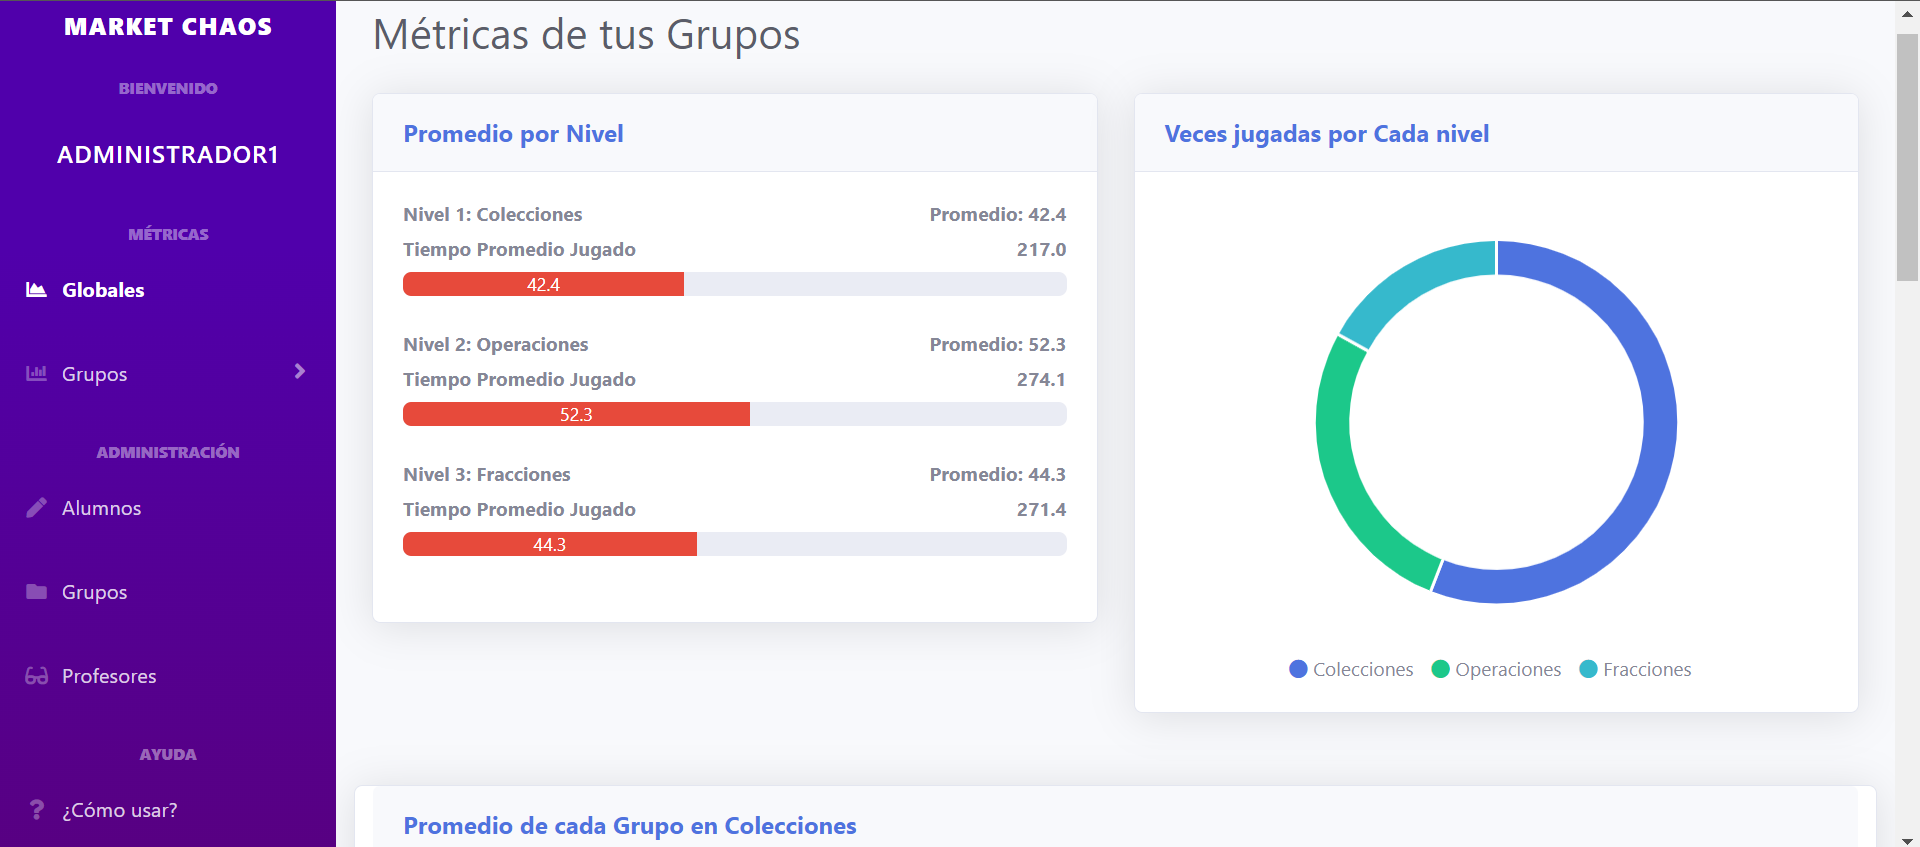 MARKET CHAOS
BIENVENIDO
ADMINISTRADOR1
MÉTRICAS
Globales
Grupos
ADMINISTRACIÓN
Alumnos
Grupos
Profesores
AYUDA
¿Cómo usar?
Métricas de tus Grupos
Promedio por Nivel
Nivel 1: Colecciones Promedio: 42.4
Tiempo Promedio Jugado 217.0
42.4
Nivel 2: Operaciones Promedio: 52.3
Tiempo Promedio Jugado 274.1
52.3
Nivel 3: Fracciones Promedio: 44.3
Tiempo Promedio Jugado 271.4
44.3
Veces jugadas por Cada nivel
Colecciones Operaciones Fracciones
Promedio de cada Grupo en Colecciones